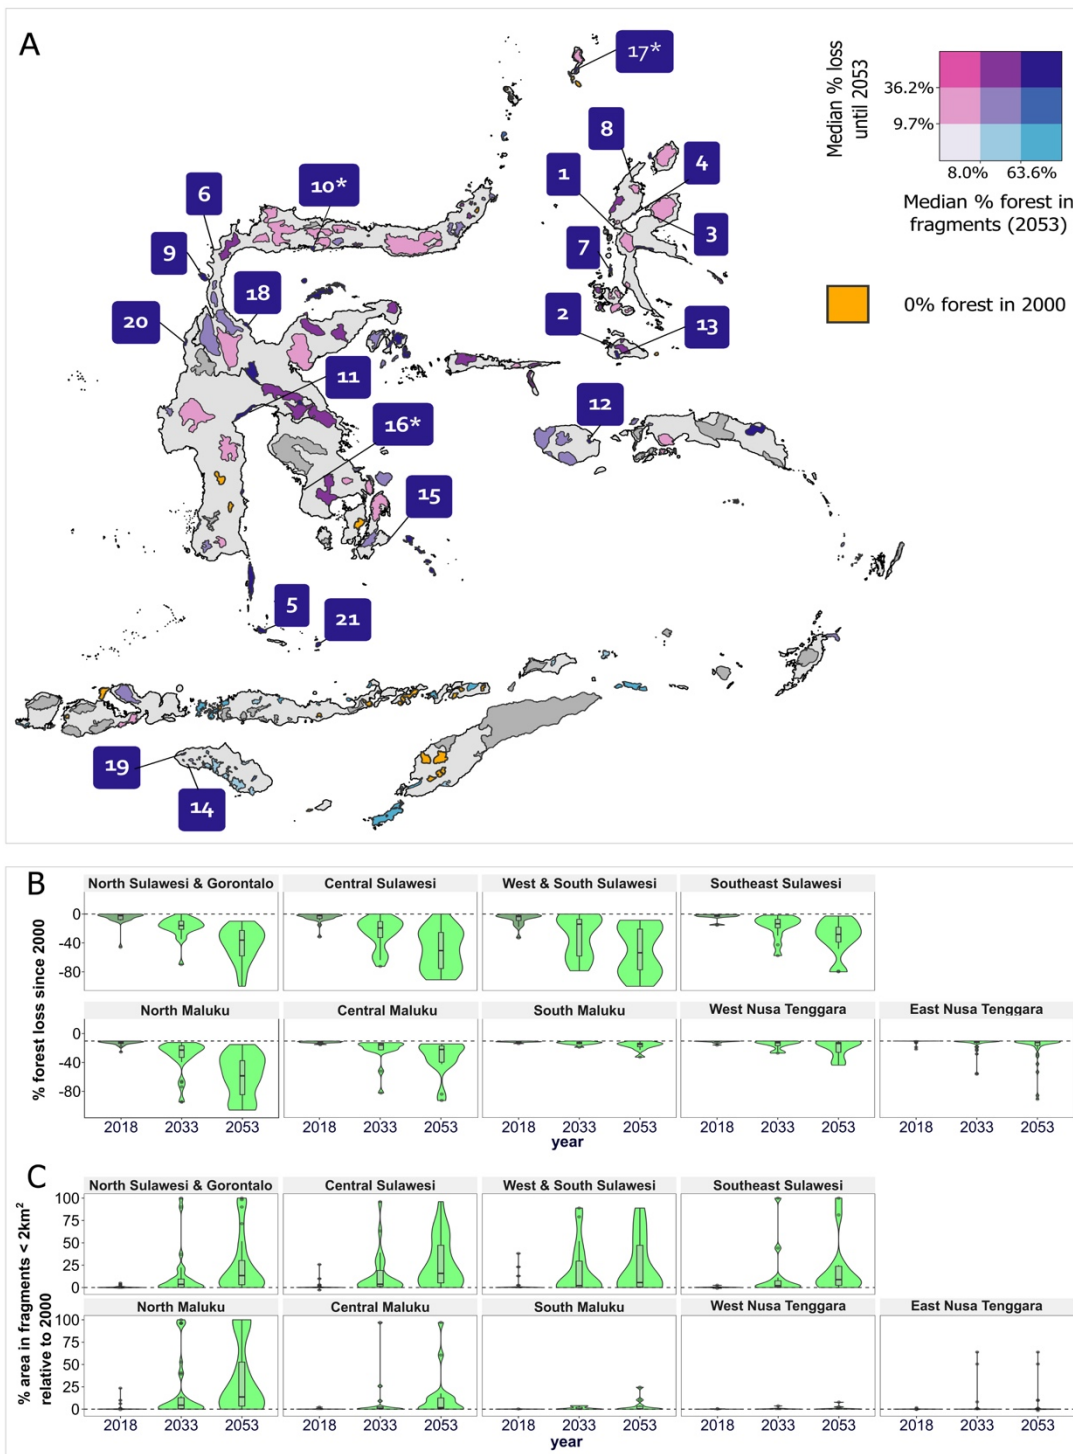 A
17*
Median % loss
until 2053
36.2%
9.7%
8.0% 63.6%
Median % forest in
fragments (2053)
0% forest in 2000
8
1
4
6
10*
3
9
7
18
2
13
20
11
12
16*
15
5
21
19
14
B
North Sulawesi & Gorontalo Central Sulawesi West & South Sulawesi Southeast Sulawesi
0
-40
-80
% forest loss since 2000
North Maluku Central Maluku South Maluku West Nusa Tenggara East Nusa Tenggara
0
-40
-80
2018 2033 2053 2018 2033 2053 2018 2033 2053 2018 2033 2053 2018 2033 2053
year
C
North Sulawesi & Gorontalo Central Sulawesi West & South Sulawesi Southeast Sulawesi
100
75
50
25
0
% area in fragments < 2km²
relative to 2000
North Maluku Central Maluku South Maluku West Nusa Tenggara East Nusa Tenggara
100
75
50
25
0
2018 2033 2053 2018 2033 2053 2018 2033 2053 2018 2033 2053 2018 2033 2053
year